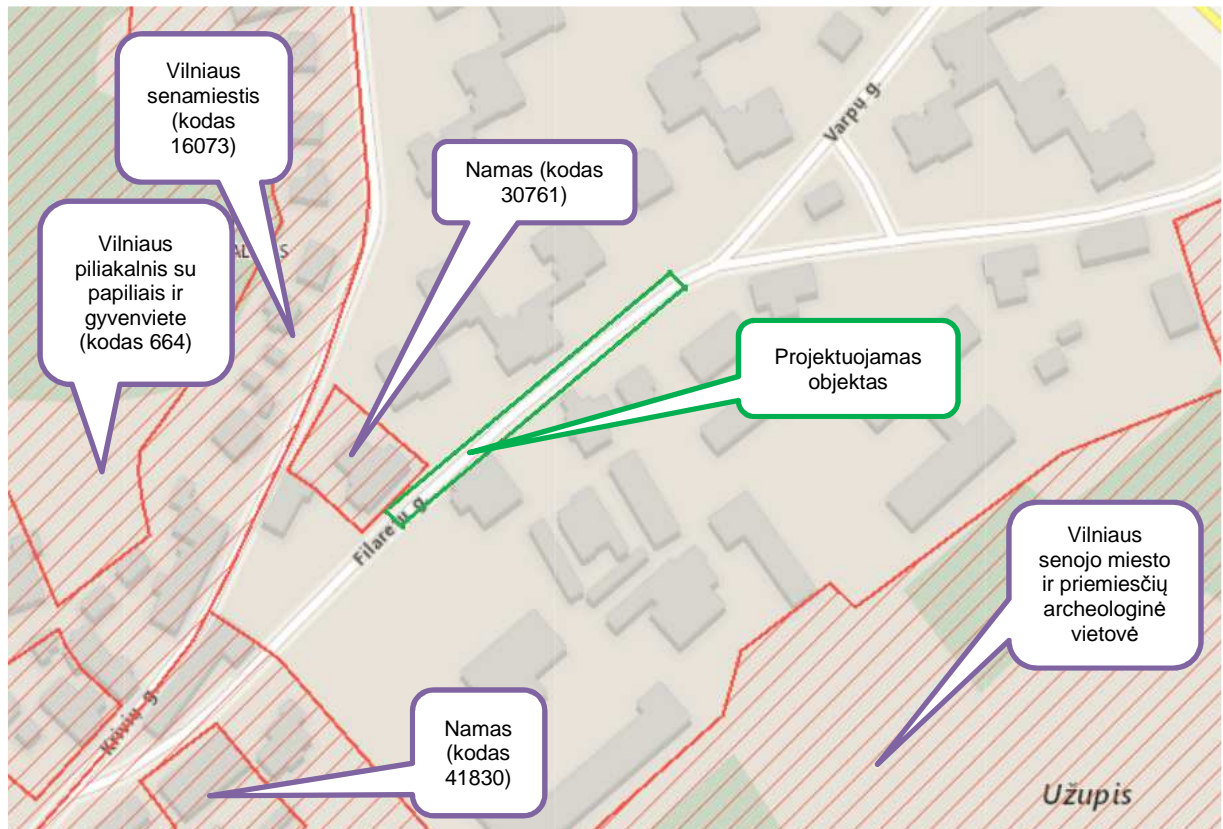 Vilniaus
senamiestis
(kodas
16073)
Varpų g.
Namas (kodas
30761)
Vilniaus
piliakalnis su
papiliais ir
gyvenviete
(kodas 664)
Projektuojamas
objektas
Filaretų g.
Vilniaus
senojo miesto
ir priemiesčių
archeologinė
vietovė
Krivių g.
Namas
(kodas
41830)
Užupis